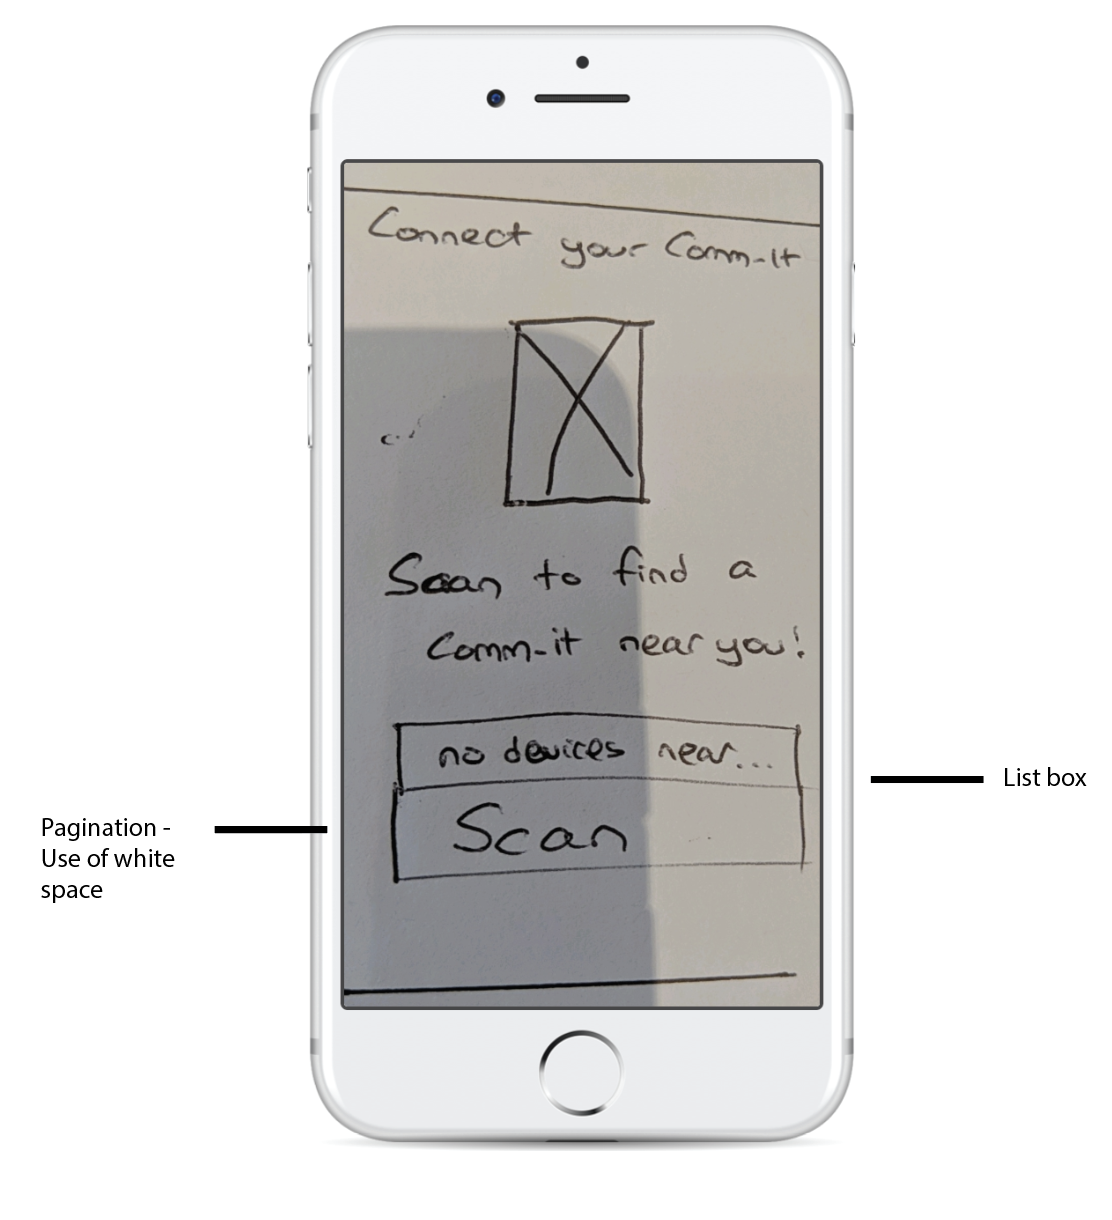 Connect your Comm-it
Scan to find a
Comm-it near you!
no devices near...
Scan
List box
Pagination -
Use of white
space